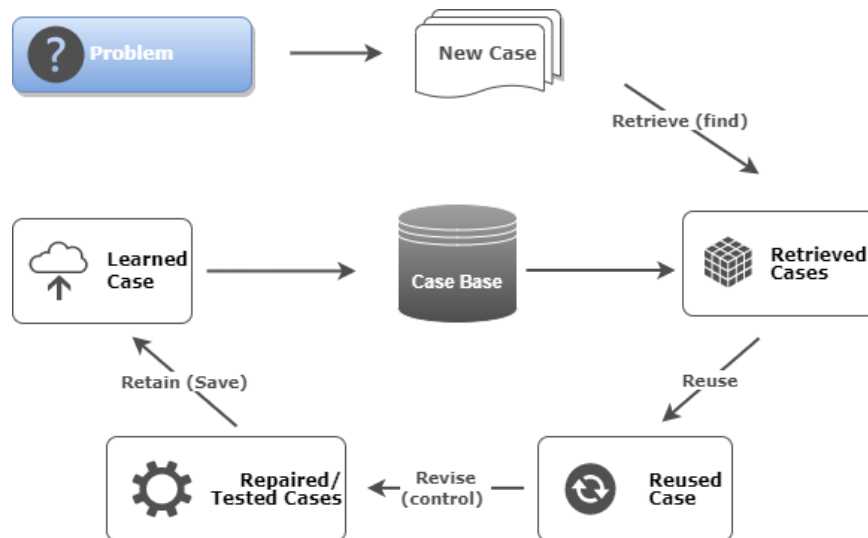 ?
Problem
New Case
Retrieve (find)
Learned
Case
Case Base
Retrieved
Cases
Retain (Save)
Reuse
Repaired/
Tested Cases
Revise
(control)
Reused
Case